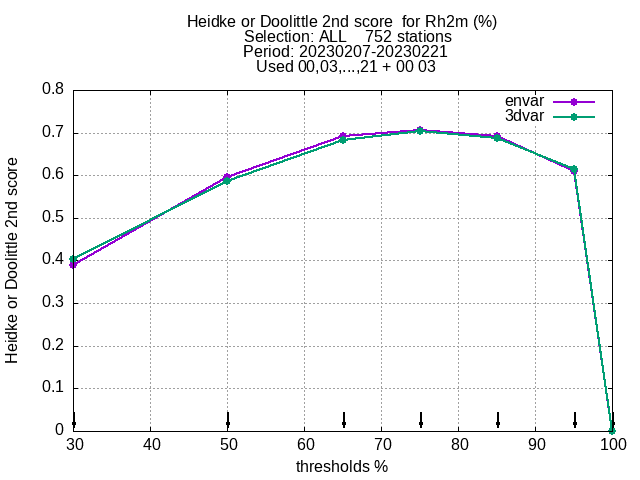 Heidke or Doolittle 2nd score  for Rh2m (%)
Selection: ALL    752 stations
Period: 20230207-20230221
Used 00,03,...,21 + 00 03
envar
3dvar
Heidke or Doolittle 2nd score
0.8
0.7
0.6
0.5
0.4
0.3
0.2
0.1
0
30 40 50 60 70 80 90 100
thresholds %